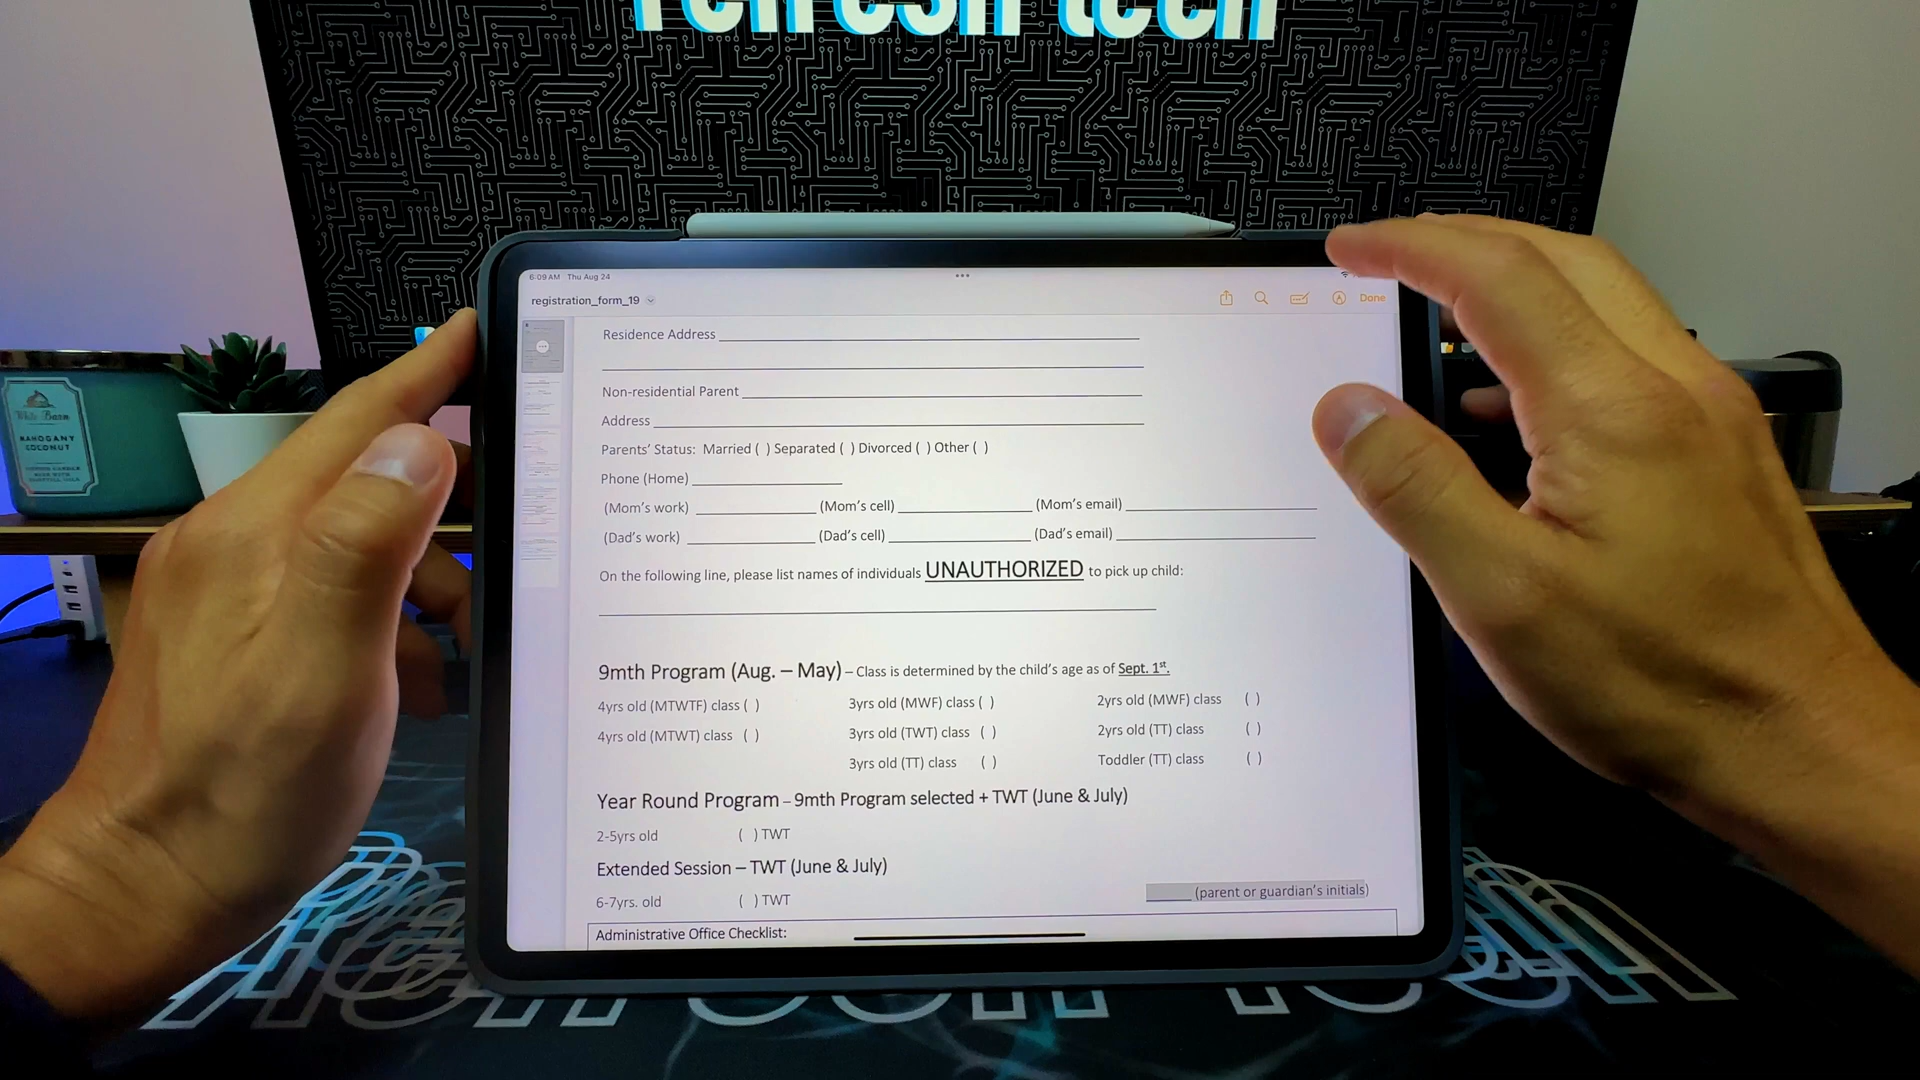 refresh tech
6:09 AM Thu Aug 24
registration_form_19
Done
Residence Address
Non-residential Parent
Address
Parents' Status: Married ( ) Separated ( ) Divorced ( ) Other ( )
Phone (Home)
(Mom's work) (Mom's cell) (Mom's email)
(Dad's work) (Dad's cell) (Dad's email)
On the following line, please list names of individuals UNAUTHORIZED to pick up child:
9mth Program (Aug. – May) – Class is determined by the child's age as of Sept. 1st.
4yrs old (MTWTF) class ( ) 3yrs old (MWF) class ( ) 2yrs old (MWF) class ( )
4yrs old (MTWT) class ( ) 3yrs old (TWT) class ( ) 2yrs old (TT) class ( )
3yrs old (TT) class ( ) Toddler (TT) class ( )
Year Round Program – 9mth Program selected + TWT (June & July)
2-5yrs old ( ) TWT
Extended Session – TWT (June & July)
6-7yrs. old ( ) TWT
(parent or guardian's initials)
Administrative Office Checklist:
White Barn
MAHOGANY
COCONUT